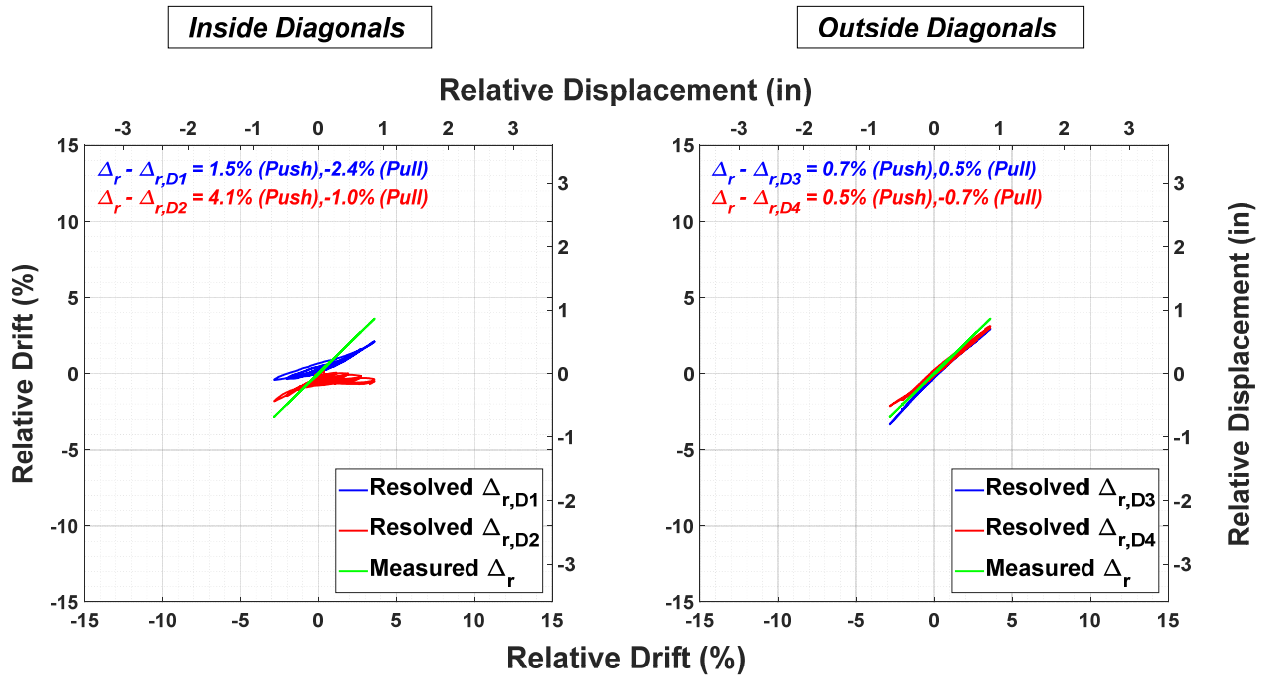 Inside Diagonals
Outside Diagonals
Relative Displacement (in)
-3 -2 -1 0 1 2 3
-3 -2 -1 0 1 2 3
Δr - Δr,D1 = 1.5% (Push),-2.4% (Pull)
Δr - Δr,D2 = 4.1% (Push),-1.0% (Pull)
Δr - Δr,D3 = 0.7% (Push),0.5% (Pull)
Δr - Δr,D4 = 0.5% (Push),-0.7% (Pull)
Relative Drift (%)
15
10
5
0
-5
-10
-15
3
2
1
0
-1
-2
-3
Resolved Δr,D1
Resolved Δr,D2
Measured Δr
-15 -10 -5 0 5 10 15
15
10
5
0
-5
-10
-15
3
2
1
0
-1
-2
-3
Resolved Δr,D3
Resolved Δr,D4
Measured Δr
-15 -10 -5 0 5 10 15
Relative Displacement (in)
Relative Drift (%)